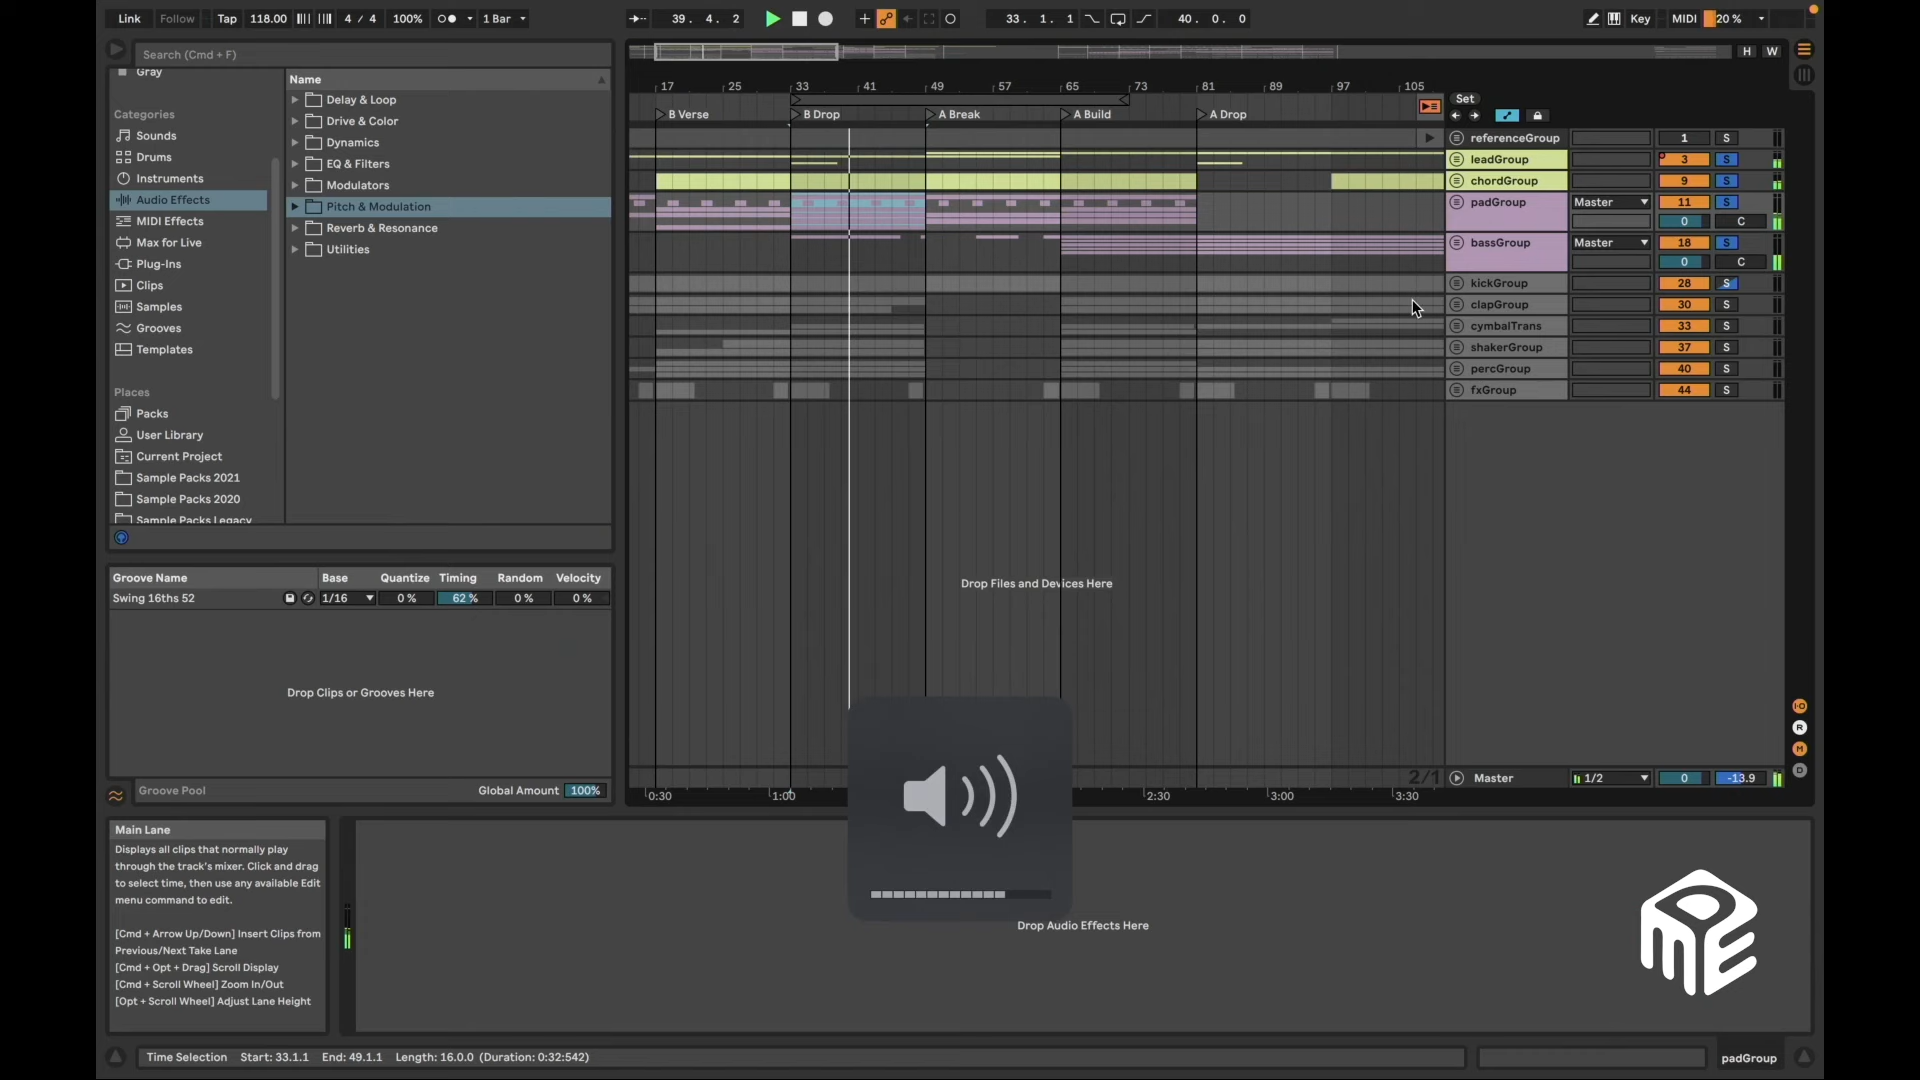 Link Follow Tap 118.00 4 / 4 100% 1 Bar 39. 4. 2 33. 1. 1 40. 0. 0 Key MIDI 20 %
Search (Cmd + F)
H W
Gray
Categories
Sounds
Drums
Instruments
Audio Effects
MIDI Effects
Max for Live
Plug-Ins
Clips
Samples
Grooves
Templates
Places
Packs
User Library
Current Project
Sample Packs 2021
Sample Packs 2020
Sample Packs Legacy
Name
Delay & Loop
Drive & Color
Dynamics
EQ & Filters
Modulators
Pitch & Modulation
Reverb & Resonance
Utilities
17 25 33 41 49 57 65 73 81 89 97 105
B Verse B Drop A Break A Build A Drop
Set
referenceGroup 1 S
leadGroup 3 S
chordGroup 9 S
padGroup Master 11 S
0 C
bassGroup Master 18 S
0 C
kickGroup 28 S
clapGroup 30 S
cymbalTrans 33 S
shakerGroup 37 S
percGroup 40 S
fxGroup 44 S
Drop Files and Devices Here
Groove Name Base Quantize Timing Random Velocity
Swing 16ths 52 1/16 0 % 62 % 0 % 0 %
Drop Clips or Grooves Here
Groove Pool Global Amount 100%
I·O
R
M
D
2/1
Master 1/2 0 -13.9
0:30 1:00 2:30 3:00 3:30
Main Lane
Displays all clips that normally play
through the track's mixer. Click and drag
to select time, then use any available Edit
menu command to edit.
[Cmd + Arrow Up/Down] Insert Clips from
Previous/Next Take Lane
[Cmd + Opt + Drag] Scroll Display
[Cmd + Scroll Wheel] Zoom In/Out
[Opt + Scroll Wheel] Adjust Lane Height
Drop Audio Effects Here
Time Selection Start: 33.1.1 End: 49.1.1 Length: 16.0.0 (Duration: 0:32:542)
padGroup